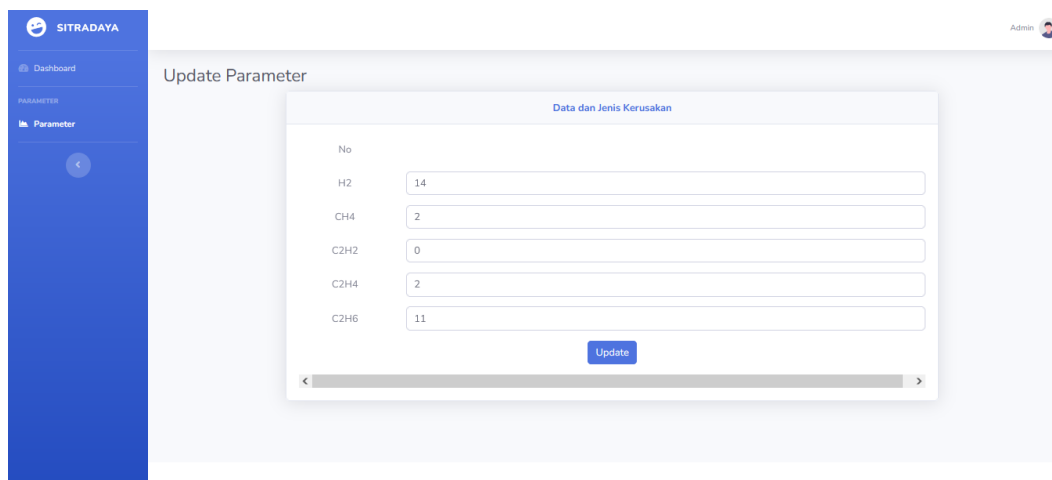 SITRADAYA
Admin
Dashboard
Update Parameter
PARAMETER
Parameter
Data dan Jenis Kerusakan
No
H2 14
CH4 2
C2H2 0
C2H4 2
C2H6 11
Update